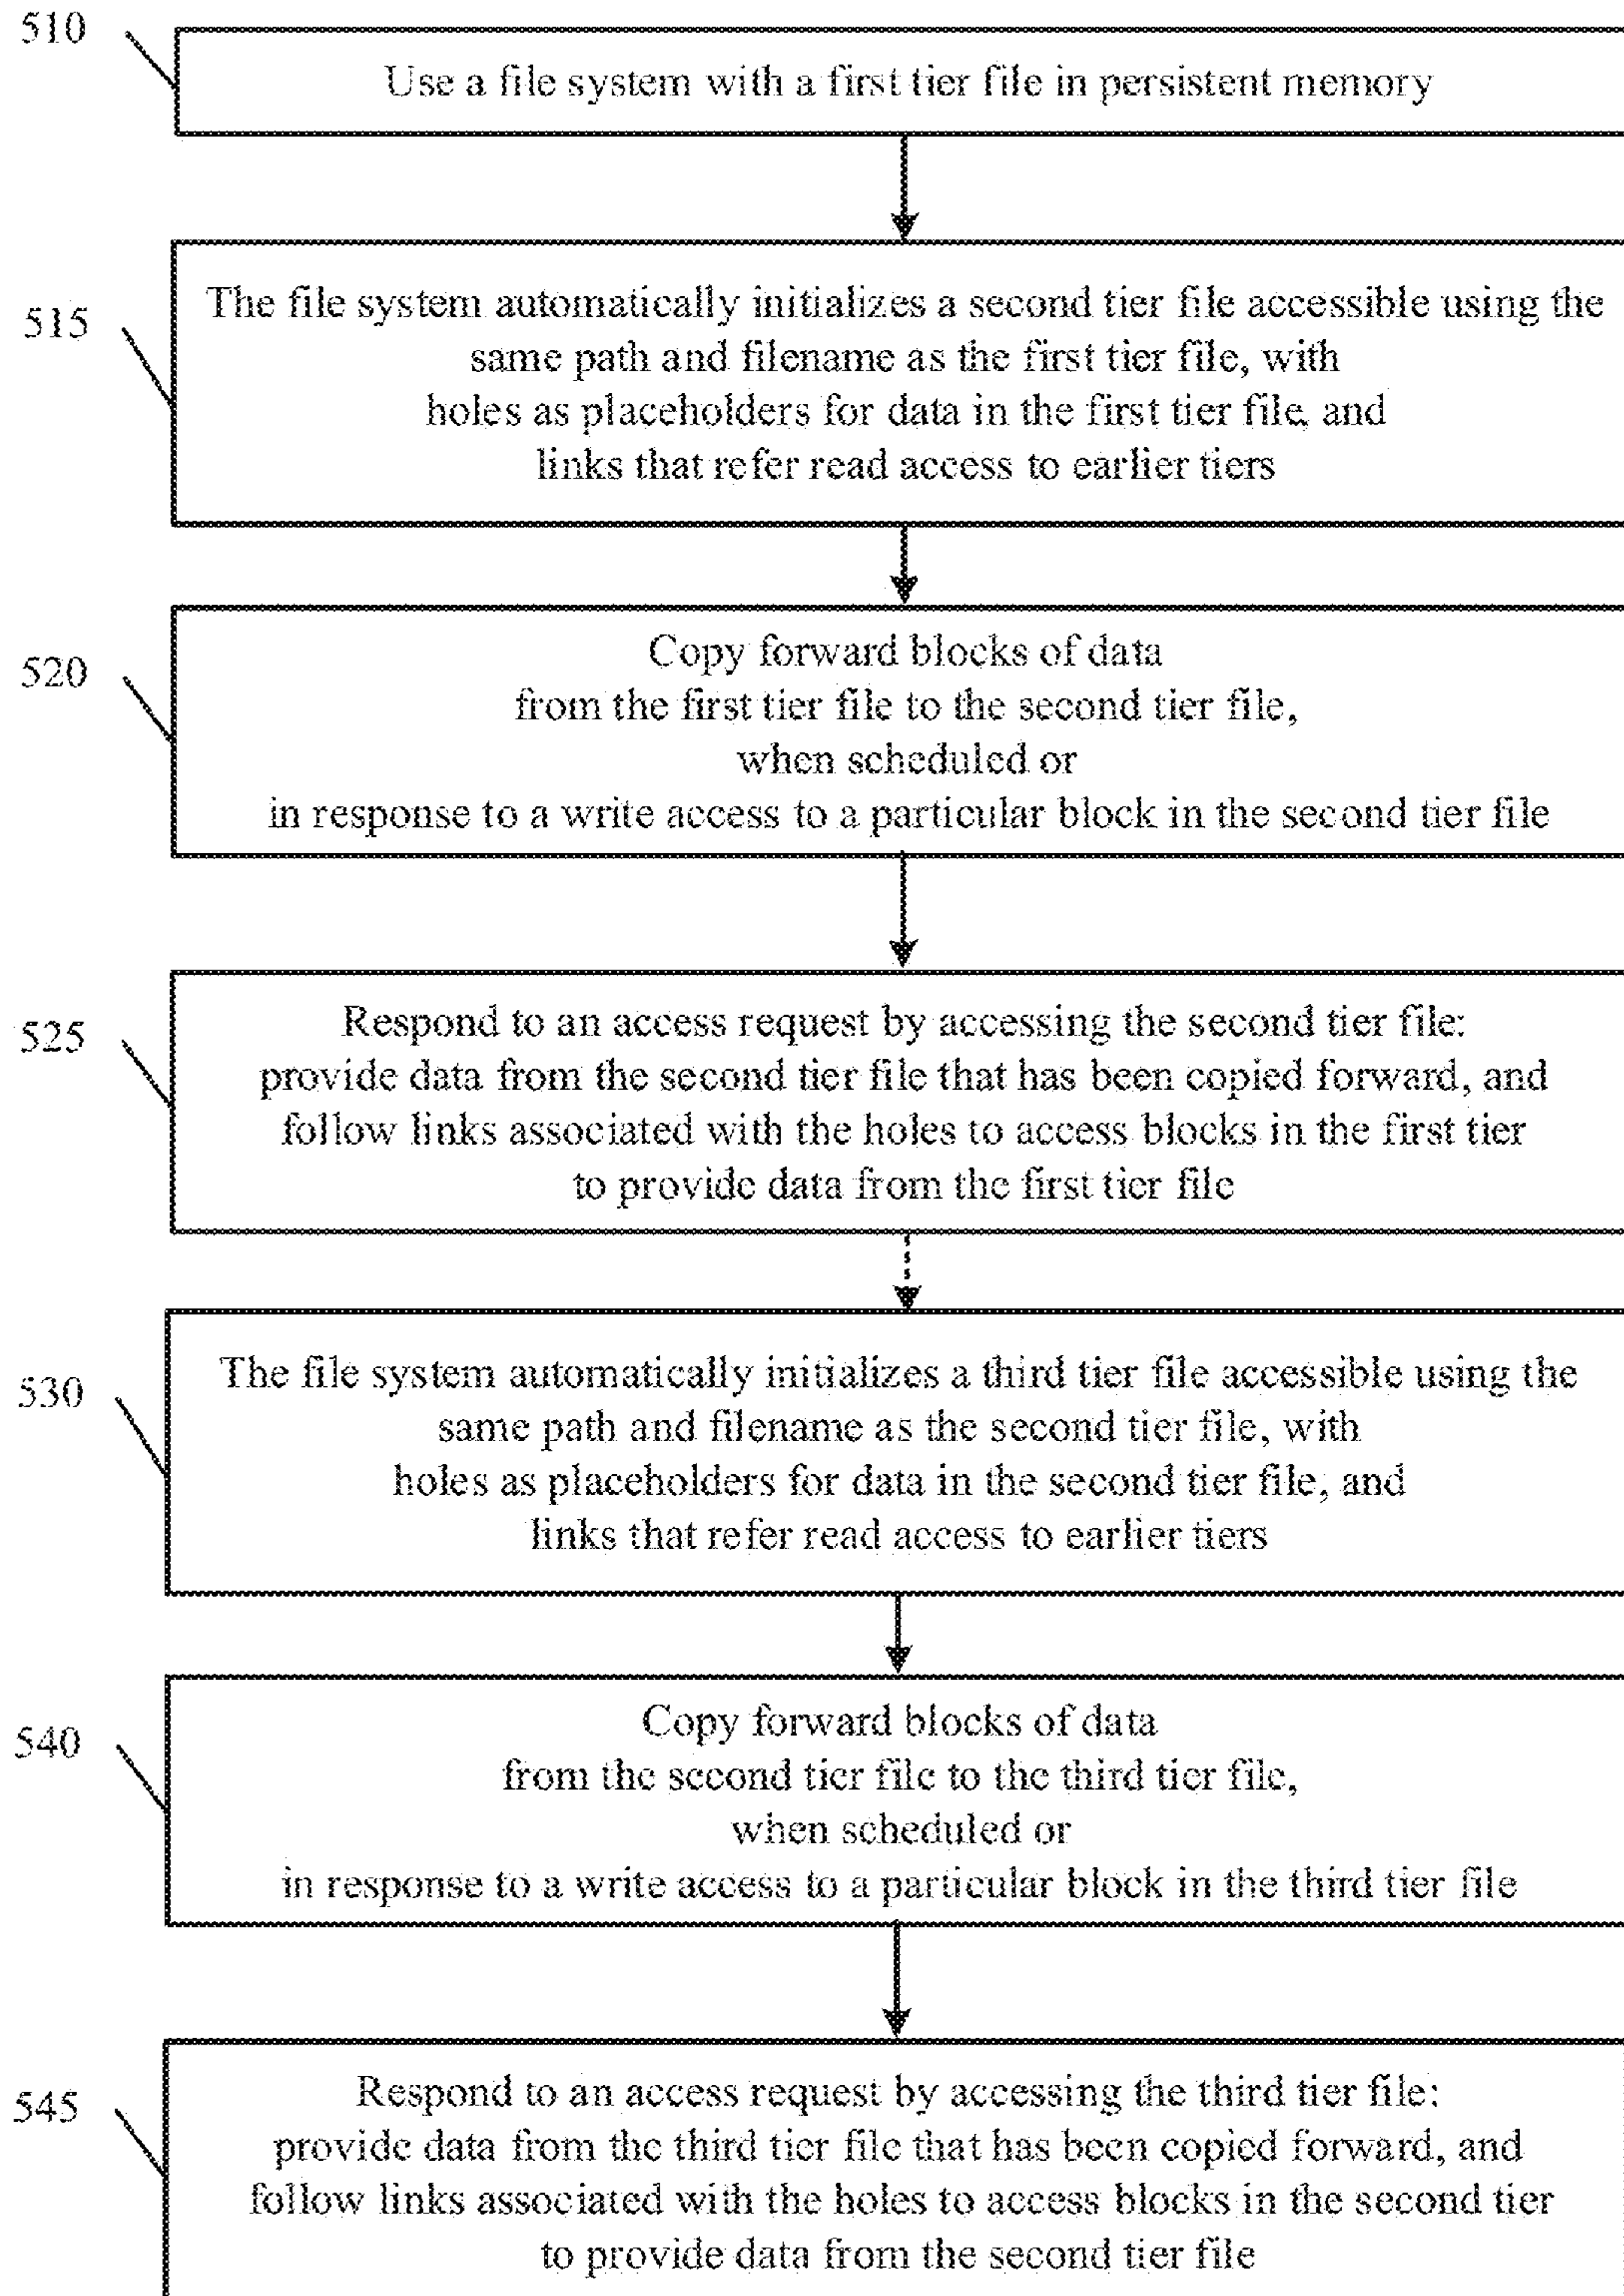 510
Use a file system with a first tier file in persistent memory
515
The file system automatically initializes a second tier file accessible using the
same path and filename as the first tier file, with
holes as placeholders for data in the first tier file, and
links that refer read access to earlier tiers
520
Copy forward blocks of data
from the first tier file to the second tier file,
when scheduled or
in response to a write access to a particular block in the second tier file
525
Respond to an access request by accessing the second tier file:
provide data from the second tier file that has been copied forward, and
follow links associated with the holes to access blocks in the first tier
to provide data from the first tier file
530
The file system automatically initializes a third tier file accessible using the
same path and filename as the second tier file, with
holes as placeholders for data in the second tier file, and
links that refer read access to earlier tiers
540
Copy forward blocks of data
from the second tier file to the third tier file,
when scheduled or
in response to a write access to a particular block in the third tier file
545
Respond to an access request by accessing the third tier file:
provide data from the third tier file that has been copied forward, and
follow links associated with the holes to access blocks in the second tier
to provide data from the second tier file